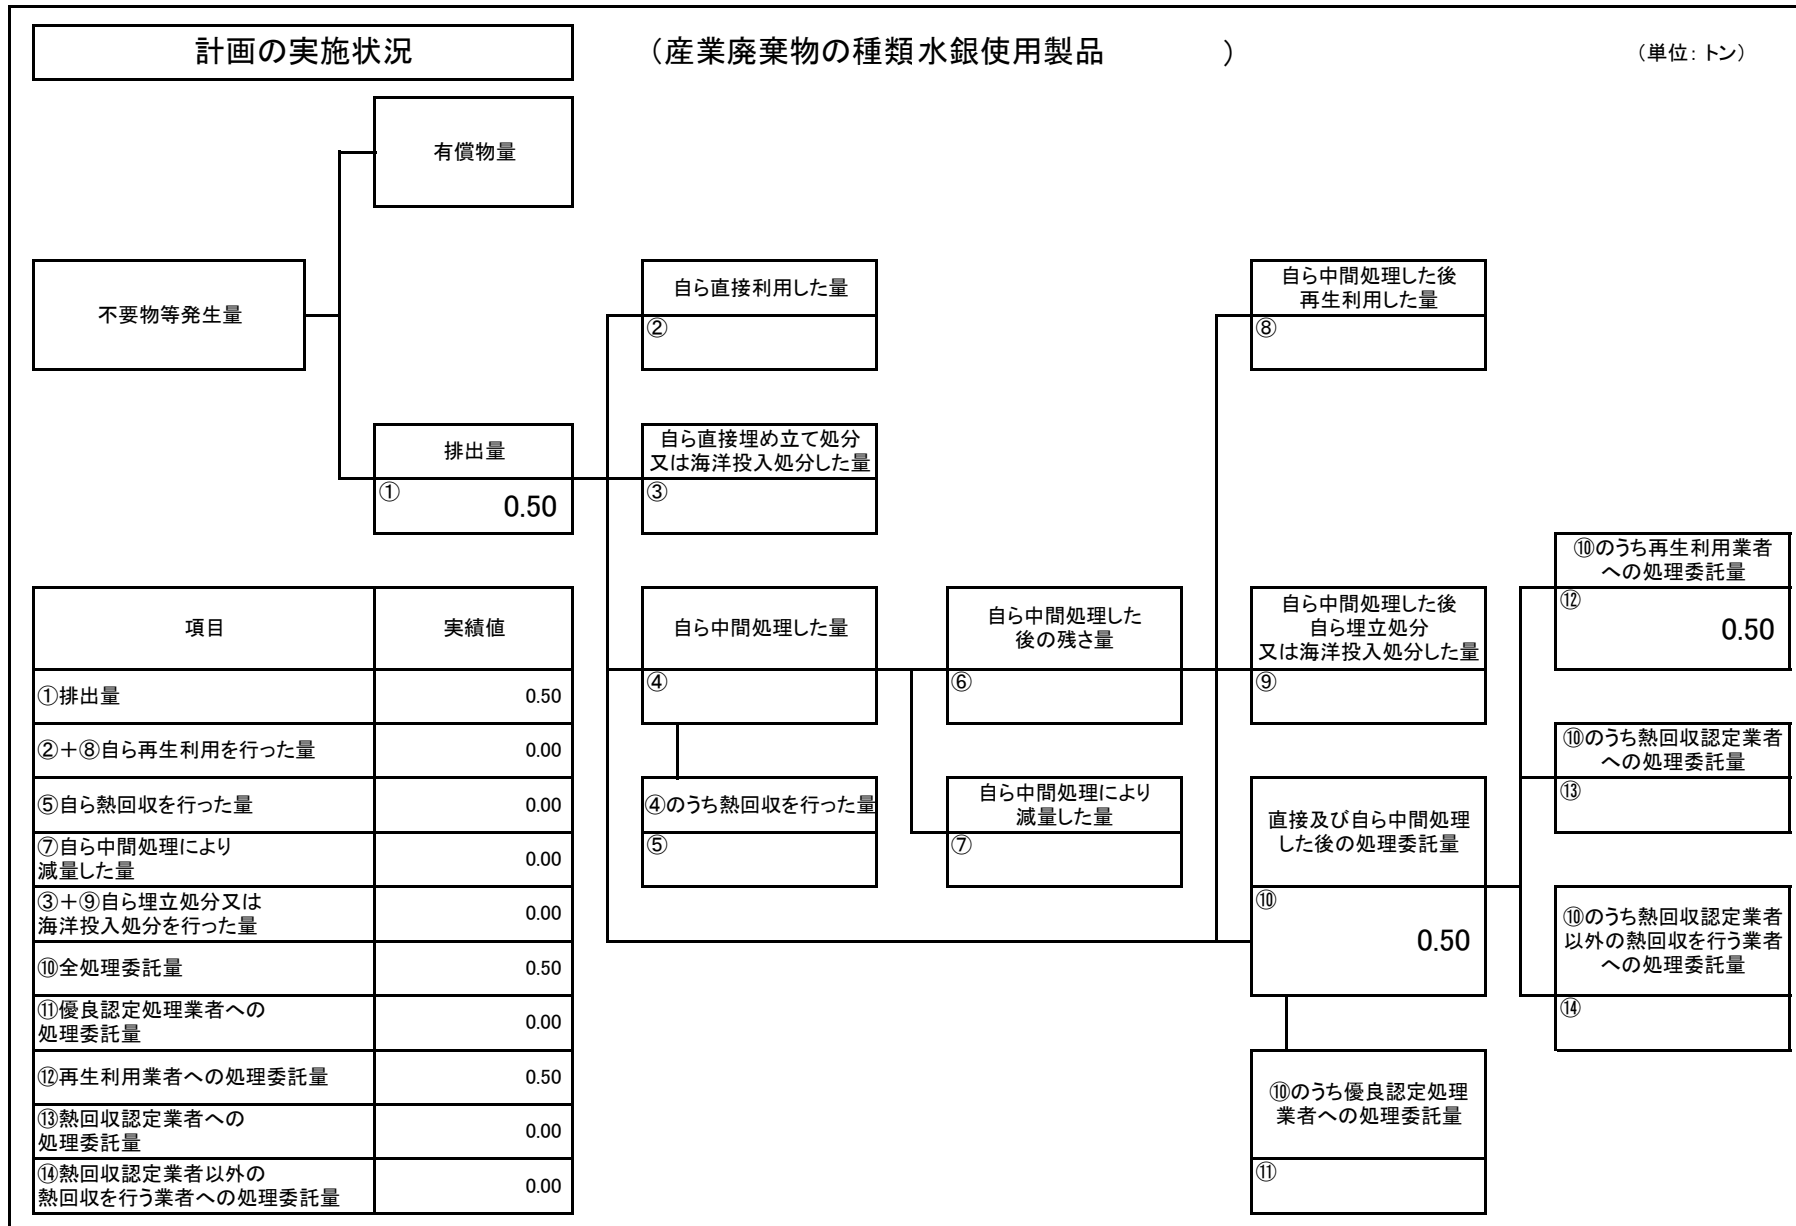 計画の実施状況
（産業廃棄物の種類水銀使用製品　　　　）
（単位：トン）
有償物量
不要物等発生量
自ら直接利用した量
②
自ら中間処理した後
再生利用した量
⑧
排出量
①
0.50
自ら直接埋め立て処分
又は海洋投入処分した量
③
⑩のうち再生利用業者
への処理委託量
⑫
0.50
自ら中間処理した量
④
自ら中間処理した
後の残さ量
⑥
自ら中間処理した後
自ら埋立処分
又は海洋投入処分した量
⑨
⑩のうち熱回収認定業者
への処理委託量
⑬
④のうち熱回収を行った量
⑤
自ら中間処理により
減量した量
⑦
直接及び自ら中間処理
した後の処理委託量
⑩
0.50
⑩のうち熱回収認定業者
以外の熱回収を行う業者
への処理委託量
⑭
⑩のうち優良認定処理
業者への処理委託量
⑪
項目 実績値
①排出量 0.50
②＋⑧自ら再生利用を行った量 0.00
⑤自ら熱回収を行った量 0.00
⑦自ら中間処理により
減量した量 0.00
③＋⑨自ら埋立処分又は
海洋投入処分を行った量 0.00
⑩全処理委託量 0.50
⑪優良認定処理業者への
処理委託量 0.00
⑫再生利用業者への処理委託量 0.50
⑬熱回収認定業者への
処理委託量 0.00
⑭熱回収認定業者以外の
熱回収を行う業者への処理委託量 0.00